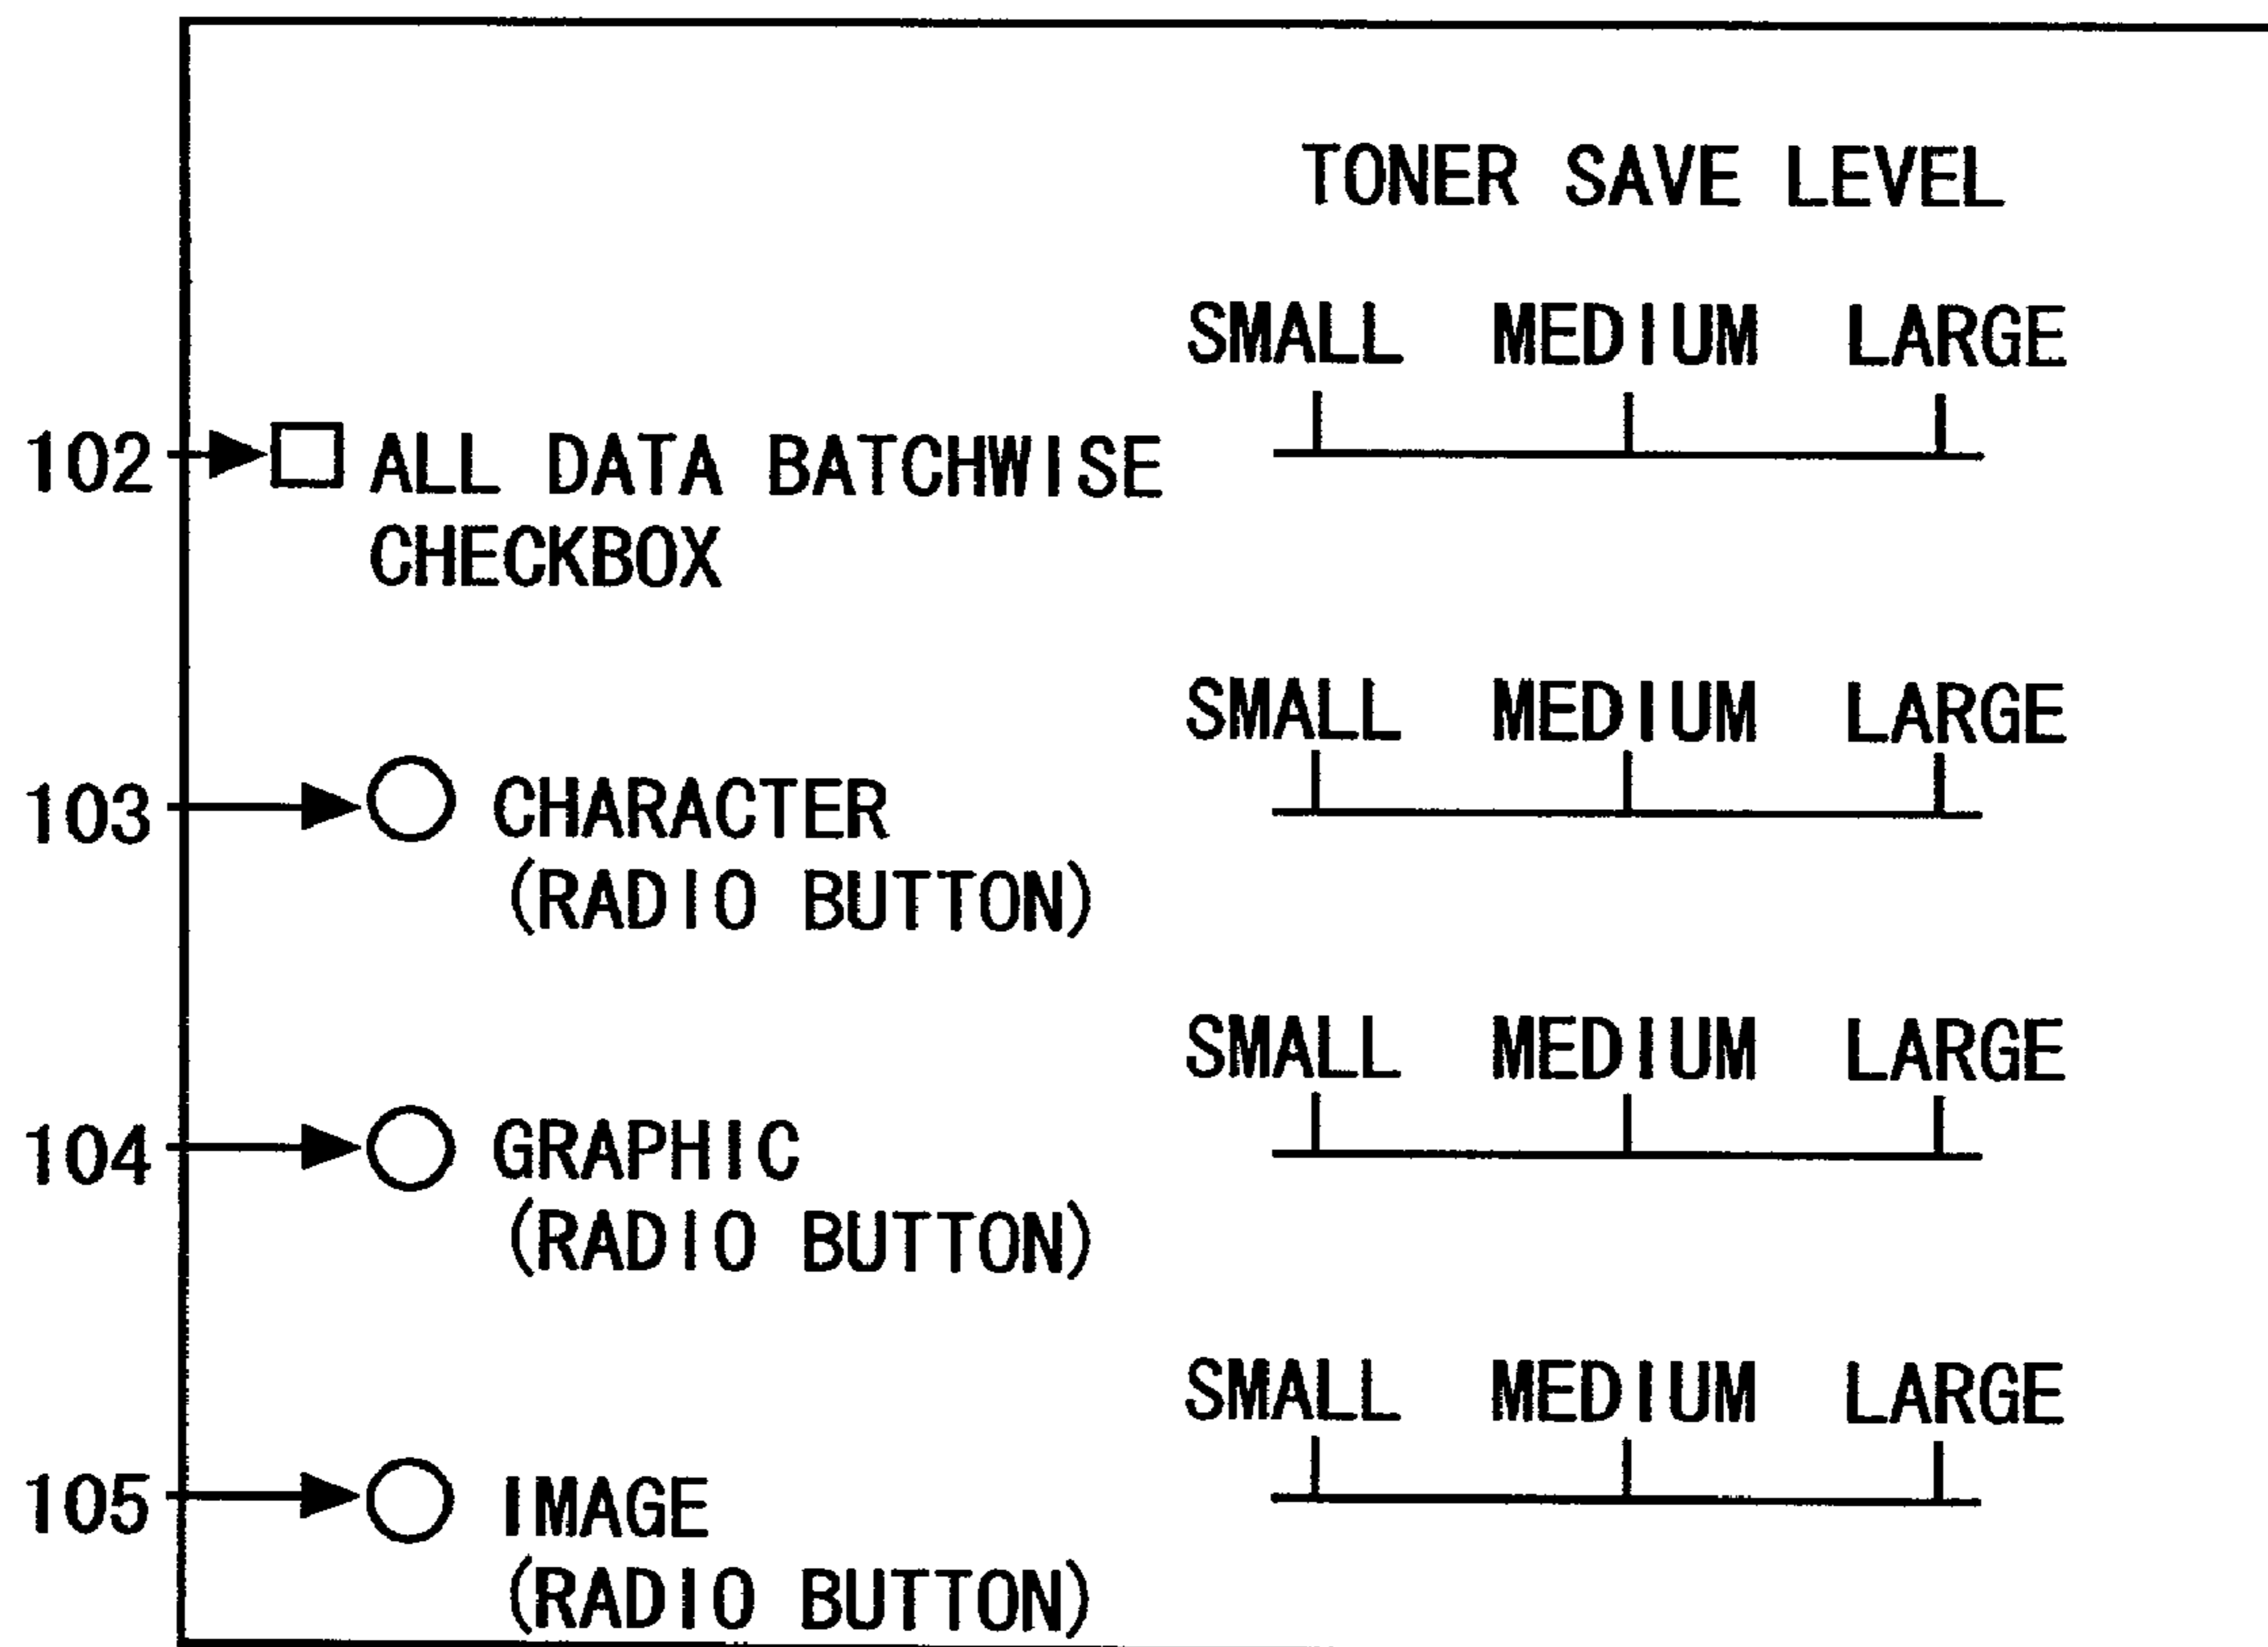 TONER SAVE LEVEL
SMALL MEDIUM LARGE
102 ALL DATA BATCHWISE
CHECKBOX
SMALL MEDIUM LARGE
103 CHARACTER
(RADIO BUTTON)
SMALL MEDIUM LARGE
104 GRAPHIC
(RADIO BUTTON)
SMALL MEDIUM LARGE
105 IMAGE
(RADIO BUTTON)